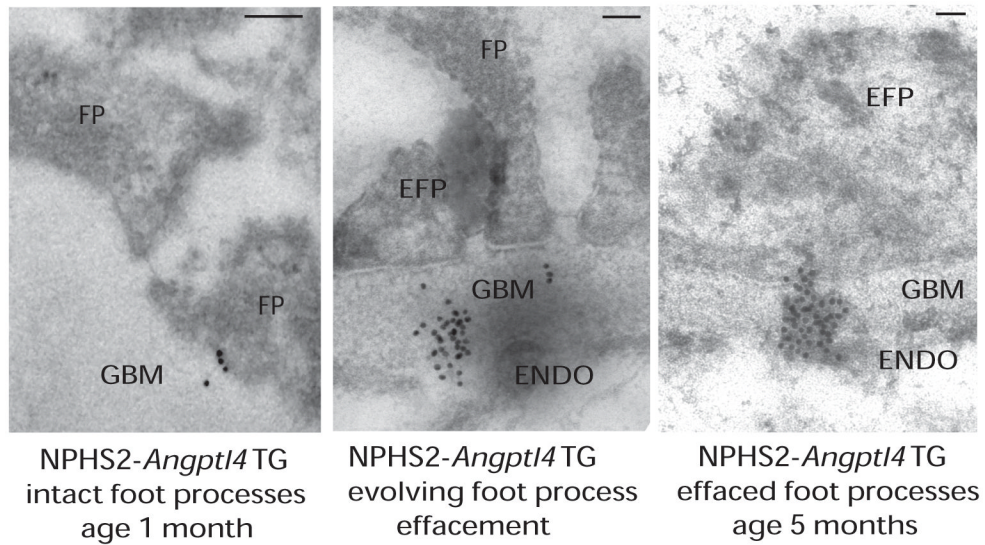 FP
FP
GBM
FP
EFP
GBM
ENDO
EFP
GBM
ENDO
NPHS2-Angptl4 TG
intact foot processes
age 1 month
NPHS2-Angptl4 TG
evolving foot process
effacement
NPHS2-Angptl4 TG
effaced foot processes
age 5 months